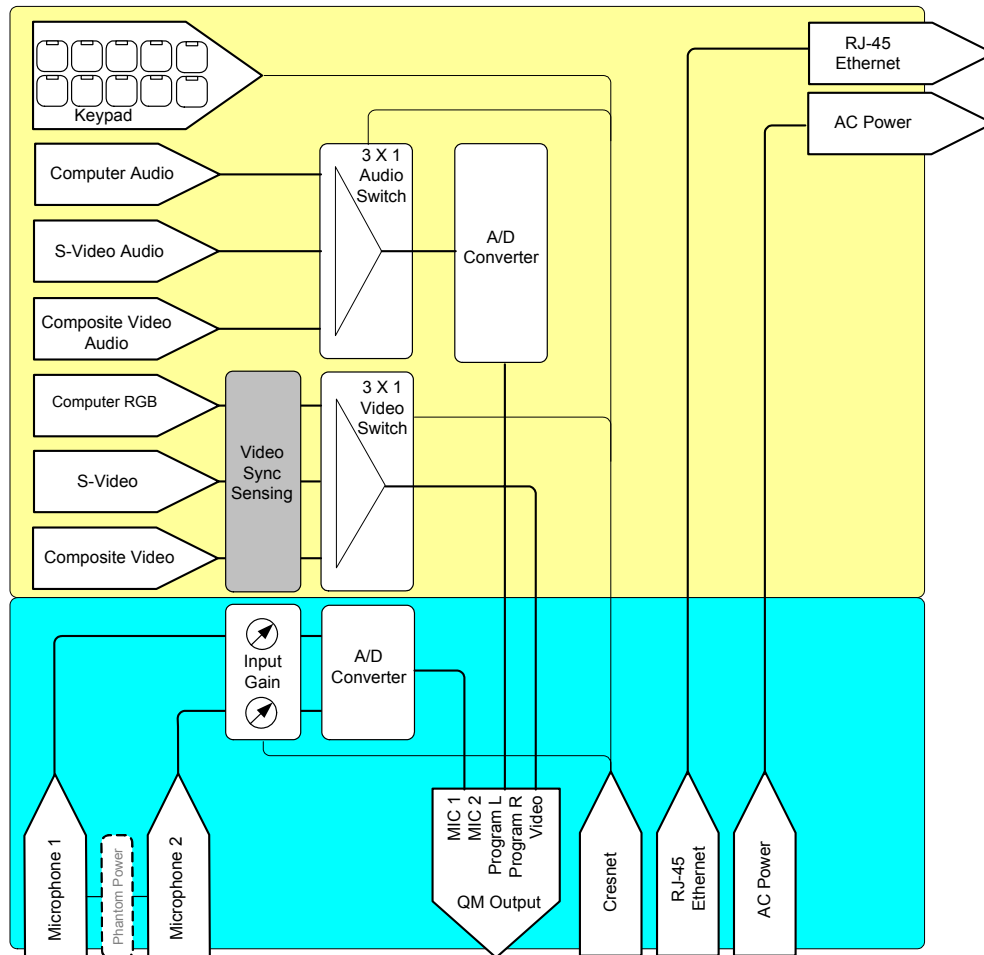 RJ-45
Ethernet
AC Power
Keypad
Computer Audio
S-Video Audio
Composite Video
Audio
3 X 1
Audio
Switch
A/D
Converter
Computer RGB
S-Video
Composite Video
Video
Sync
Sensing
3 X 1
Video
Switch
Input
Gain
A/D
Converter
Microphone 1
Phantom Power
Microphone 2
MIC 1
MIC 2
Program L
Program R
Video
QM Output
Cresnet
RJ-45
Ethernet
AC Power